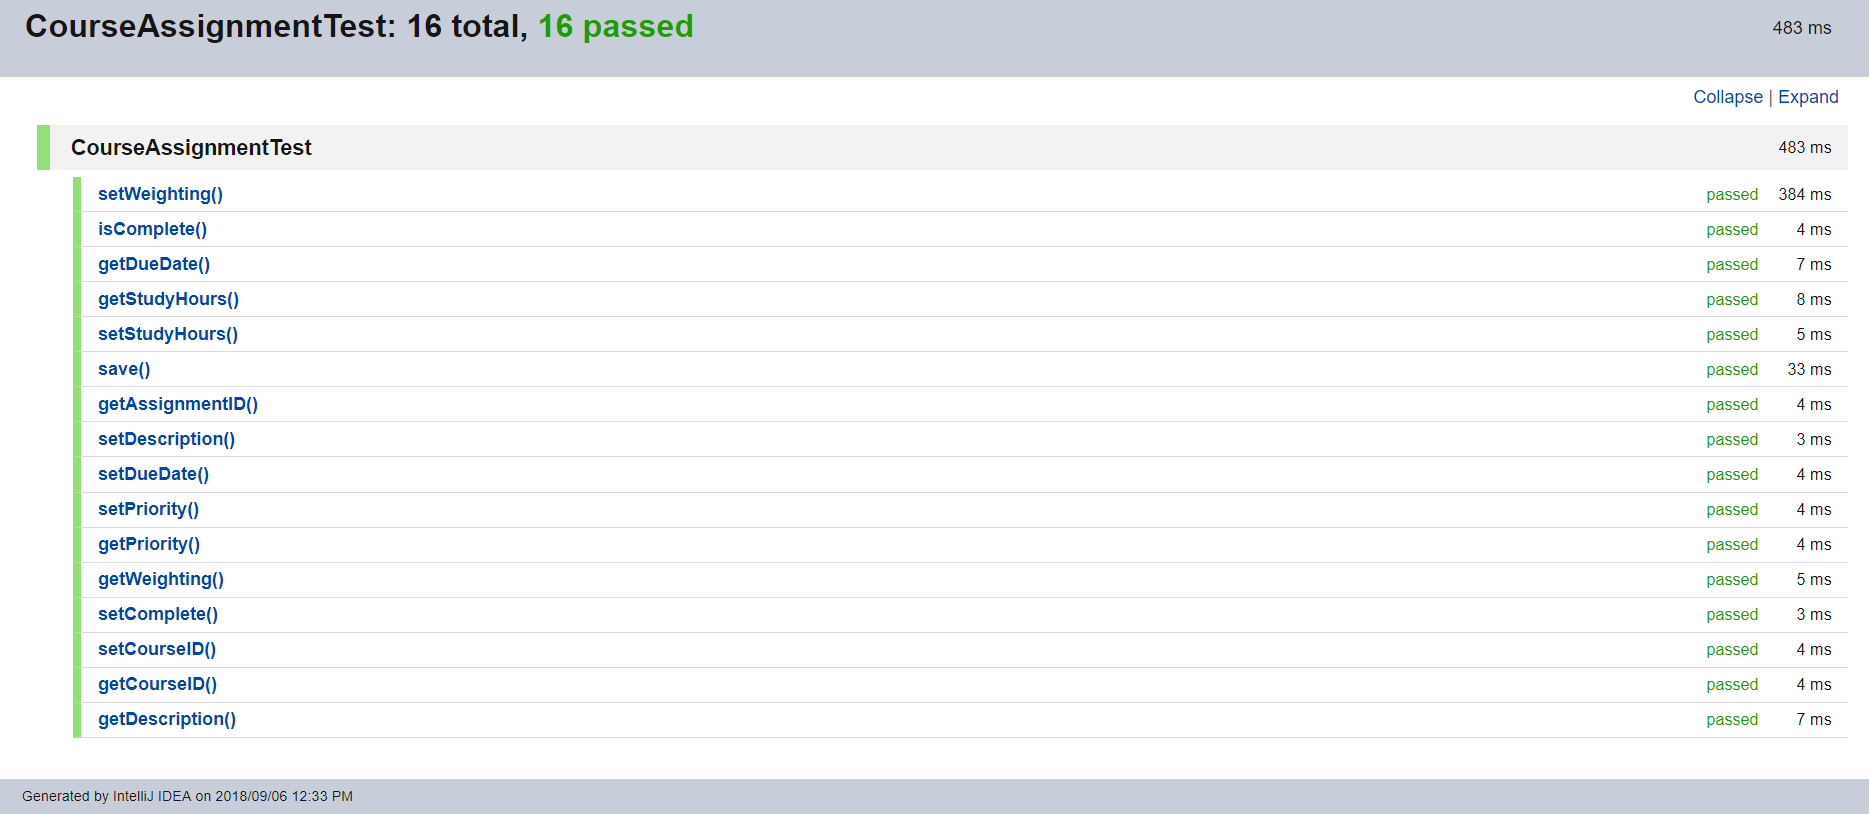 CourseAssignmentTest: 16 total, 16 passed 483 ms
Collapse | Expand
CourseAssignmentTest 483 ms
setWeighting() passed 384 ms
isComplete() passed 4 ms
getDueDate() passed 7 ms
getStudyHours() passed 8 ms
setStudyHours() passed 5 ms
save() passed 33 ms
getAssignmentID() passed 4 ms
setDescription() passed 3 ms
setDueDate() passed 4 ms
setPriority() passed 4 ms
getPriority() passed 4 ms
getWeighting() passed 5 ms
setComplete() passed 3 ms
setCourseID() passed 4 ms
getCourseID() passed 4 ms
getDescription() passed 7 ms
Generated by IntelliJ IDEA on 2018/09/06 12:33 PM